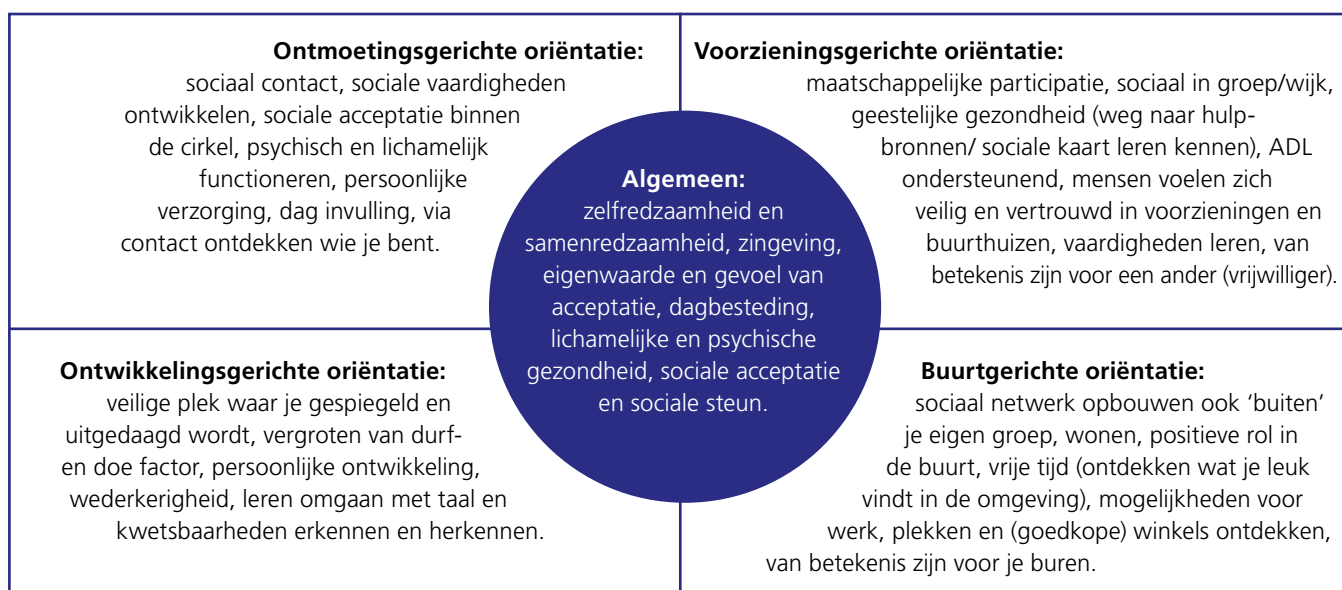 Ontmoetingsgerichte oriëntatie:
sociaal contact, sociale vaardigheden
ontwikkelen, sociale acceptatie binnen
de cirkel, psychisch en lichamelijk
functioneren, persoonlijke
verzorging, dag invulling, via
contact ontdekken wie je bent.
Voorzieningsgerichte oriëntatie:
maatschappelijke participatie, sociaal in groep/wijk,
geestelijke gezondheid (weg naar hulp-
bronnen/ sociale kaart leren kennen), ADL
ondersteunend, mensen voelen zich
veilig en vertrouwd in voorzieningen en
buurthuizen, vaardigheden leren, van
betekenis zijn voor een ander (vrijwilliger).
Algemeen:
zelfredzaamheid en
samenredzaamheid, zingeving,
eigenwaarde en gevoel van
acceptatie, dagbesteding,
lichamelijke en psychische
gezondheid, sociale acceptatie
en sociale steun.
Ontwikkelingsgerichte oriëntatie:
veilige plek waar je gespiegeld en
uitgedaagd wordt, vergroten van durf-
en doe factor, persoonlijke ontwikkeling,
wederkerigheid, leren omgaan met taal en
kwetsbaarheden erkennen en herkennen.
Buurtgerichte oriëntatie:
sociaal netwerk opbouwen ook ‘buiten’
je eigen groep, wonen, positieve rol in
de buurt, vrije tijd (ontdekken wat je leuk
vindt in de omgeving), mogelijkheden voor
werk, plekken en (goedkope) winkels ontdekken,
van betekenis zijn voor je buren.